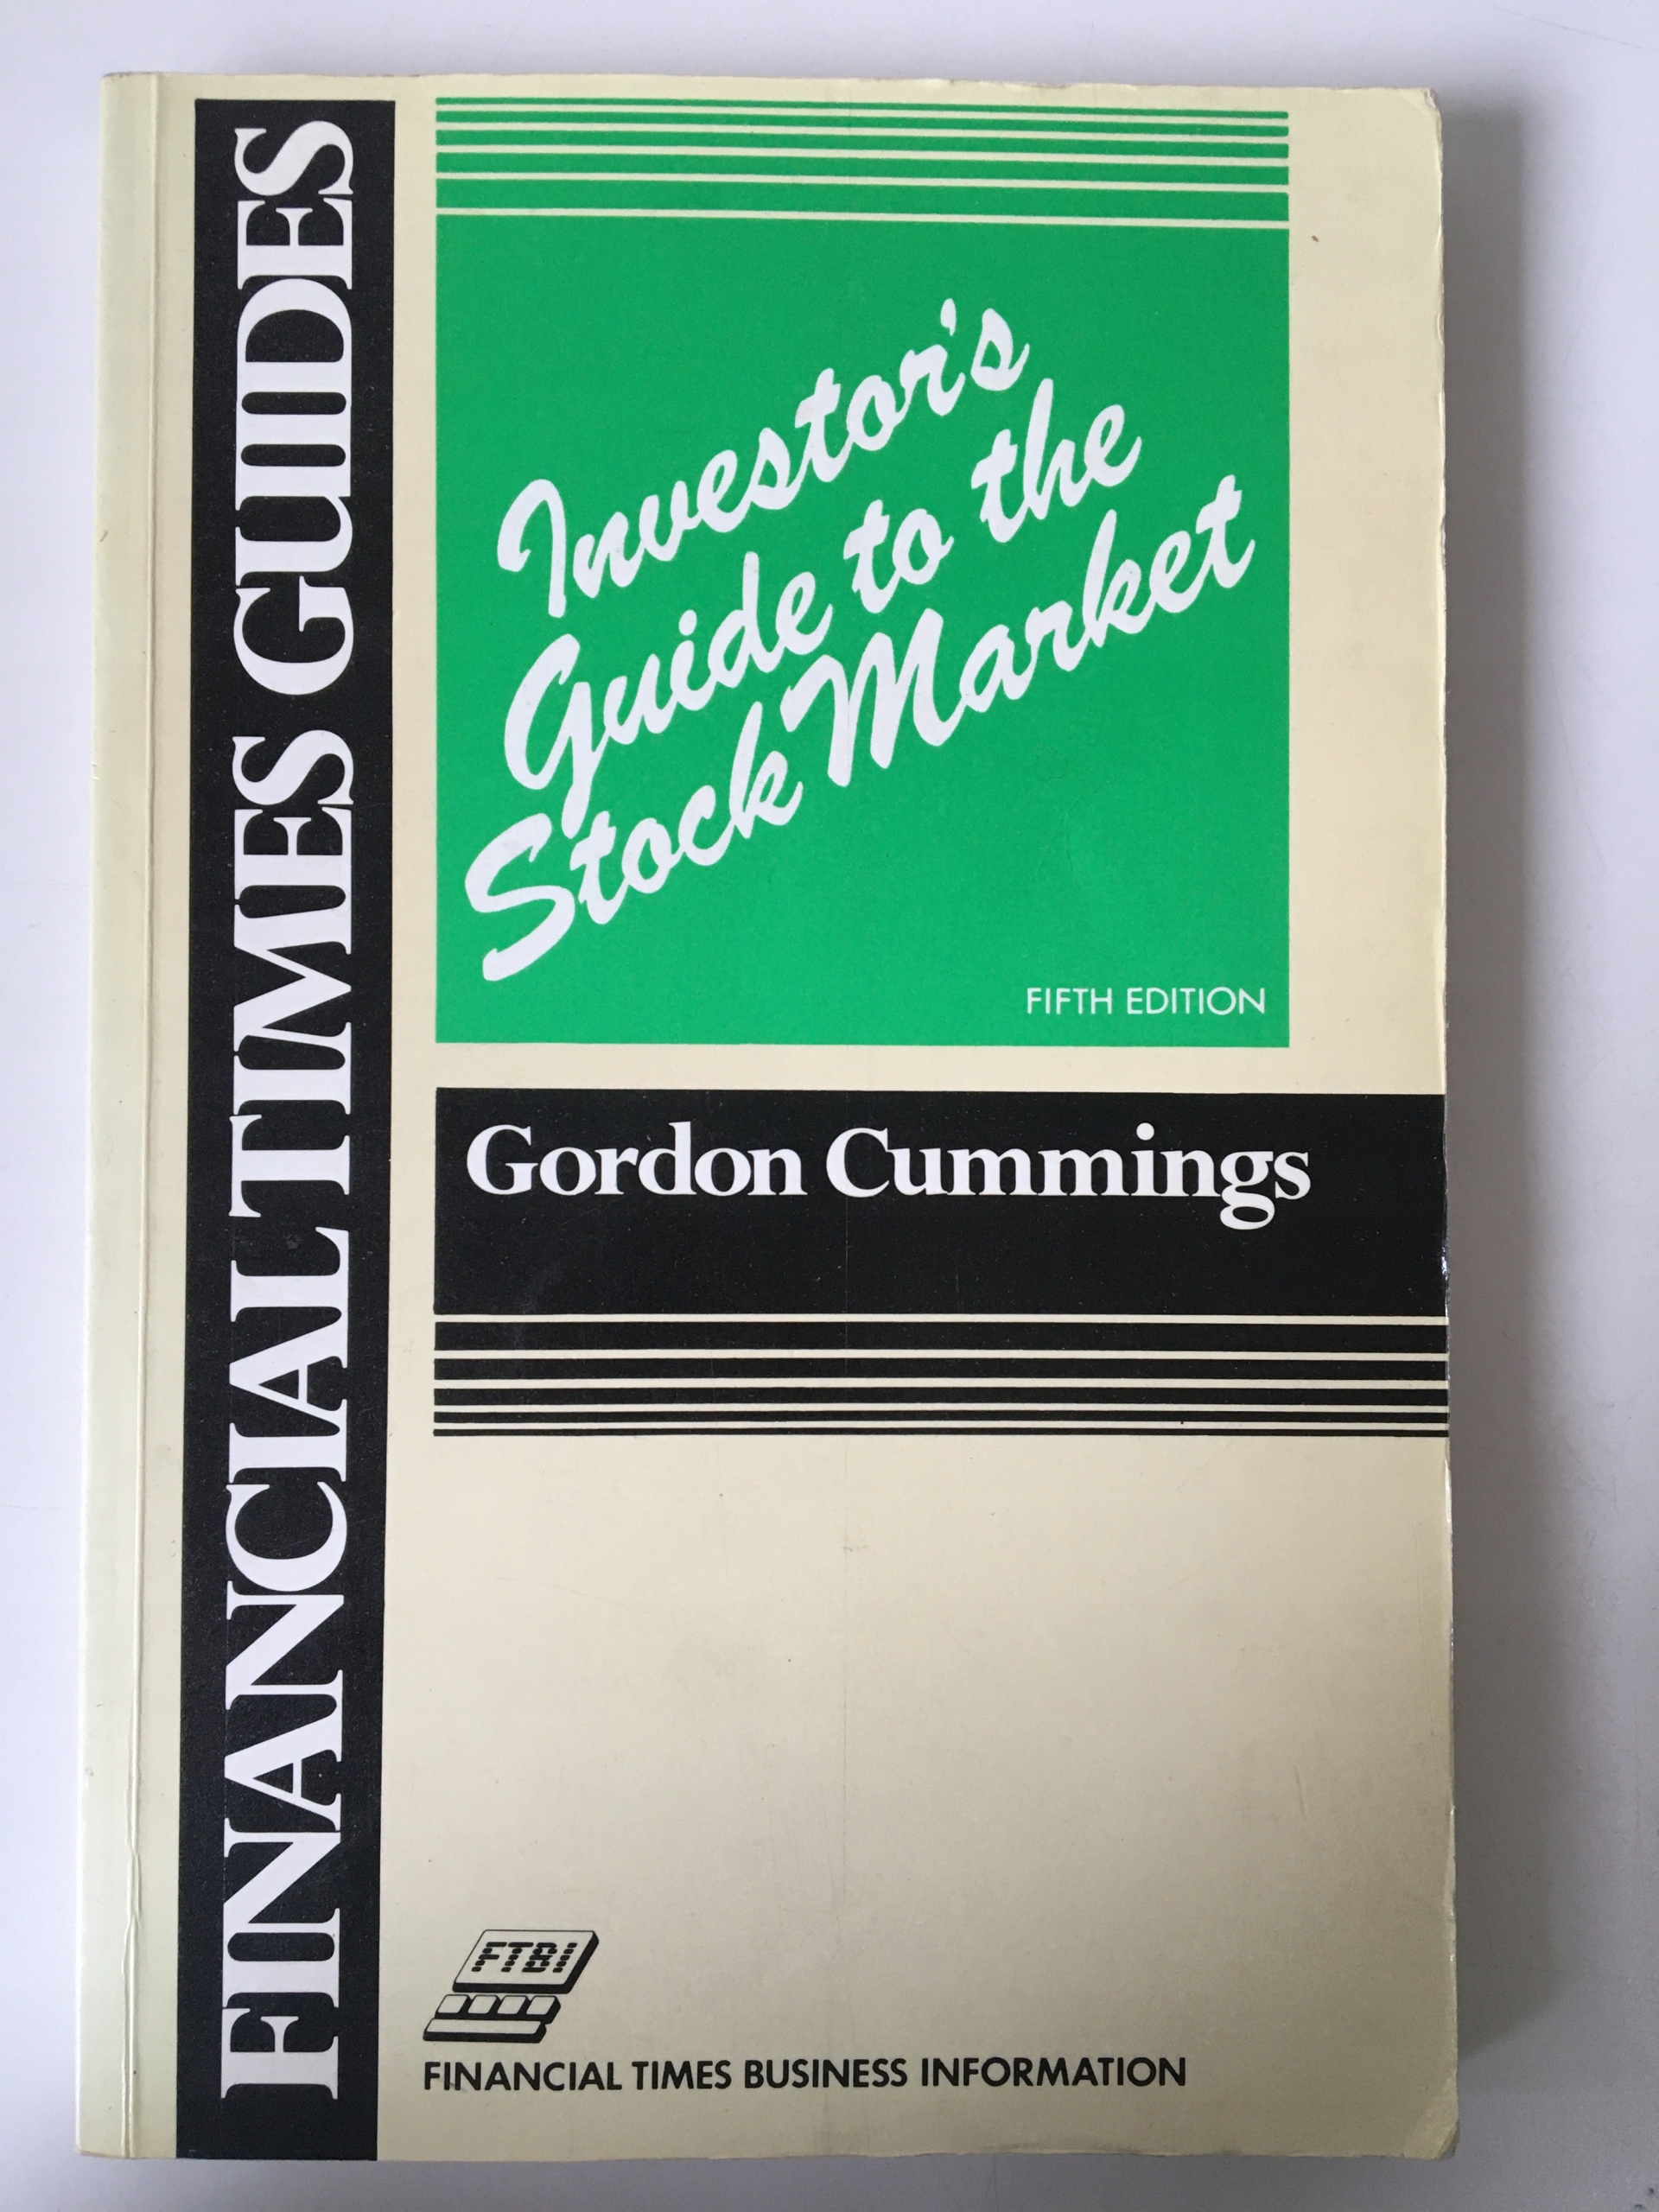 FINANCIAL TIMES GUIDES
Investor's
Guide to the
Stock Market
FIFTH EDITION
Gordon Cummings
FTBI
FINANCIAL TIMES BUSINESS INFORMATION